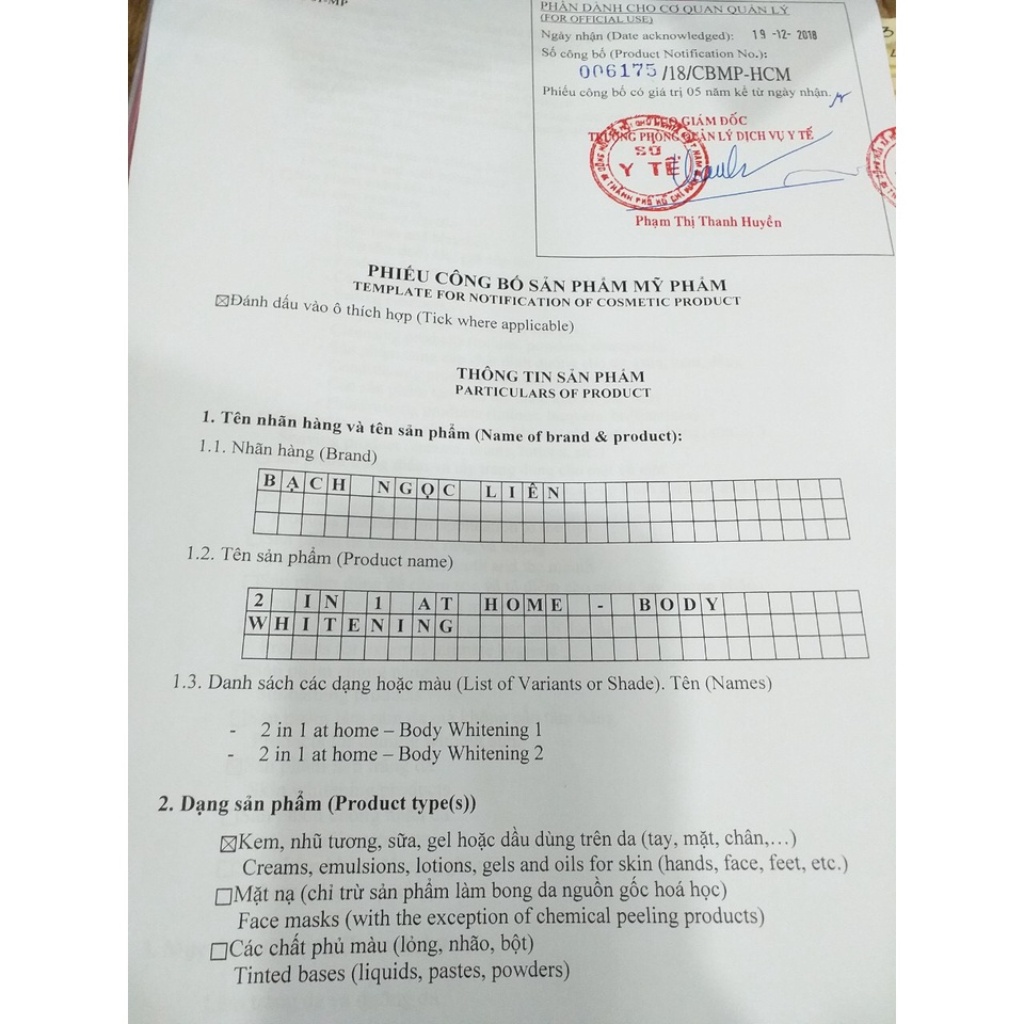 PHẦN DÀNH CHO CƠ QUAN QUẢN LÝ
(FOR OFFICIAL USE)
Ngày nhận (Date acknowledged): 19 -12- 2018
Số công bố (Product Notification No.):
006175/18/CBMP-HCM
Phiếu công bố có giá trị 05 năm kể từ ngày nhận.
GIÁM ĐỐC
TRƯỞNG PHÒNG QUẢN LÝ DỊCH VỤ Y TẾ
SỞ
Y TẾ
THÀNH PHỐ HỒ CHÍ MINH
Phạm Thị Thanh Huyền
PHIẾU CÔNG BỐ SẢN PHẨM MỸ PHẨM
TEMPLATE FOR NOTIFICATION OF COSMETIC PRODUCT
☒Đánh dấu vào ô thích hợp (Tick where applicable)
THÔNG TIN SẢN PHẨM
PARTICULARS OF PRODUCT
1. Tên nhãn hàng và tên sản phẩm (Name of brand & product):
1.1. Nhãn hàng (Brand)
BẠCH NGỌC LIÊN
1.2. Tên sản phẩm (Product name)
2 IN 1 AT HOME - BODY
WHITENING
1.3. Danh sách các dạng hoặc màu (List of Variants or Shade). Tên (Names)
- 2 in 1 at home – Body Whitening 1
- 2 in 1 at home – Body Whitening 2
2. Dạng sản phẩm (Product type(s))
☒Kem, nhũ tương, sữa, gel hoặc dầu dùng trên da (tay, mặt, chân,…)
Creams, emulsions, lotions, gels and oils for skin (hands, face, feet, etc.)
☐Mặt nạ (chỉ trừ sản phẩm làm bong da nguồn gốc hoá học)
Face masks (with the exception of chemical peeling products)
☐Các chất phủ màu (lỏng, nhão, bột)
Tinted bases (liquids, pastes, powders)